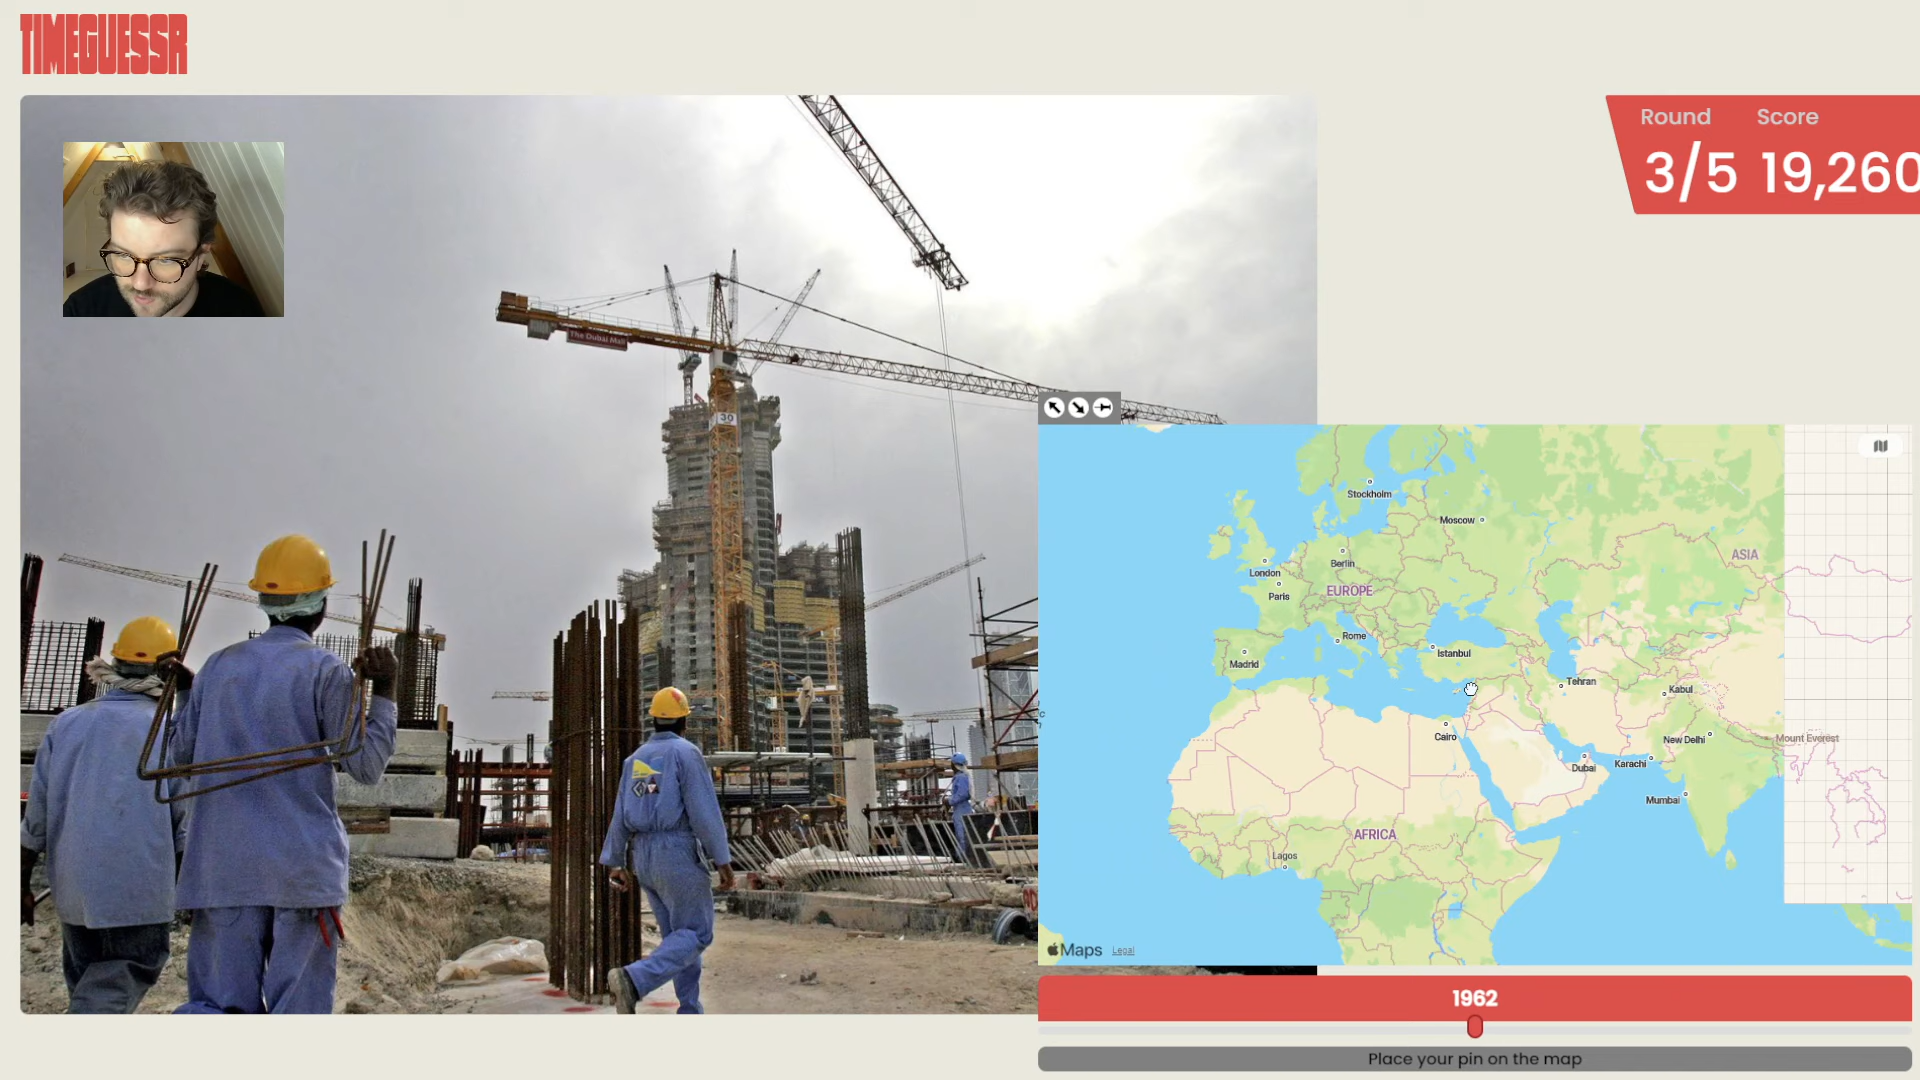 TIMEGUESSR
Round Score
3/5 19,260
The Dubai Mall
30
Stockholm
Moscow
ASIA
London
Berlin
Paris
EUROPE
Rome
Istanbul
Madrid
Tehran
Kabul
Cairo
New Delhi
Mount Everest
Dubai
Karachi
Mumbai
AFRICA
Lagos
Maps Legal
1962
Place your pin on the map